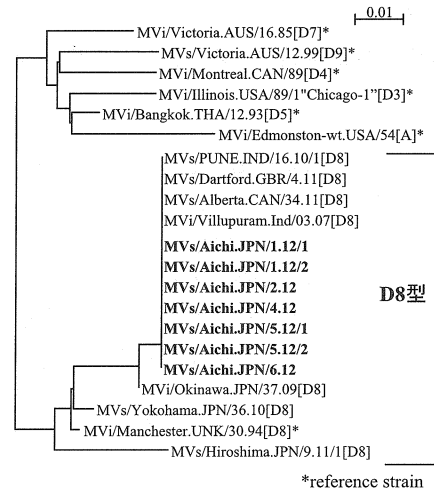 0.01
MVi/Victoria.AUS/16.85[D7]*
MVs/Victoria.AUS/12.99[D9]*
MVi/Montreal.CAN/89[D4]*
MVi/Illinois.USA/89/1"Chicago-1”[D3]*
MVi/Bangkok.THA/12.93[D5]*
MVi/Edmonston-wt.USA/54[A]*
MVs/PUNE.IND/16.10/1[D8]
MVs/Dartford.GBR/4.11[D8]
MVs/Alberta.CAN/34.11[D8]
MVi/Villupuram.Ind/03.07[D8]
MVs/Aichi.JPN/1.12/1
MVs/Aichi.JPN/1.12/2
MVs/Aichi.JPN/2.12
MVs/Aichi.JPN/4.12
MVs/Aichi.JPN/5.12/1
MVs/Aichi.JPN/5.12/2
MVs/Aichi.JPN/6.12
MVi/Okinawa.JPN/37.09[D8]
MVs/Yokohama.JPN/36.10[D8]
MVi/Manchester.UNK/30.94[D8]*
MVs/Hiroshima.JPN/9.11/1[D8]
D8型
*reference strain